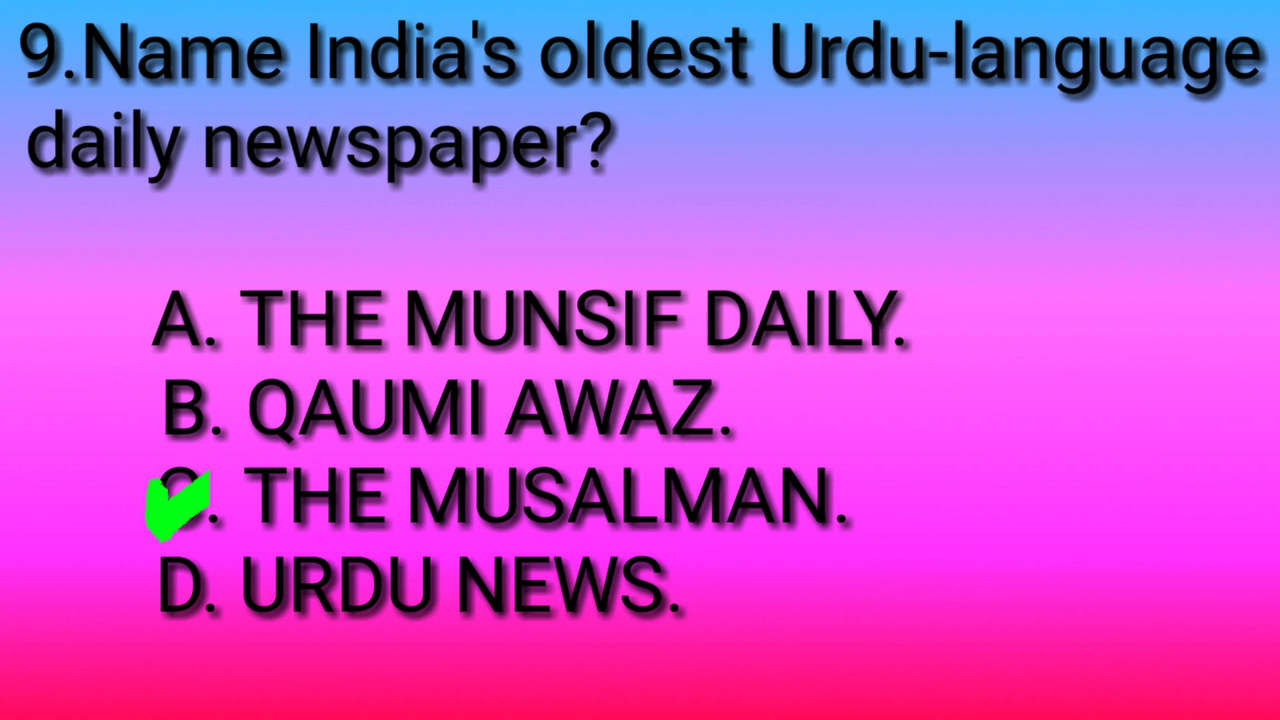 9.Name India's oldest Urdu-language
daily newspaper?
A. THE MUNSIF DAILY.
B. QAUMI AWAZ.
C. THE MUSALMAN.
D. URDU NEWS.